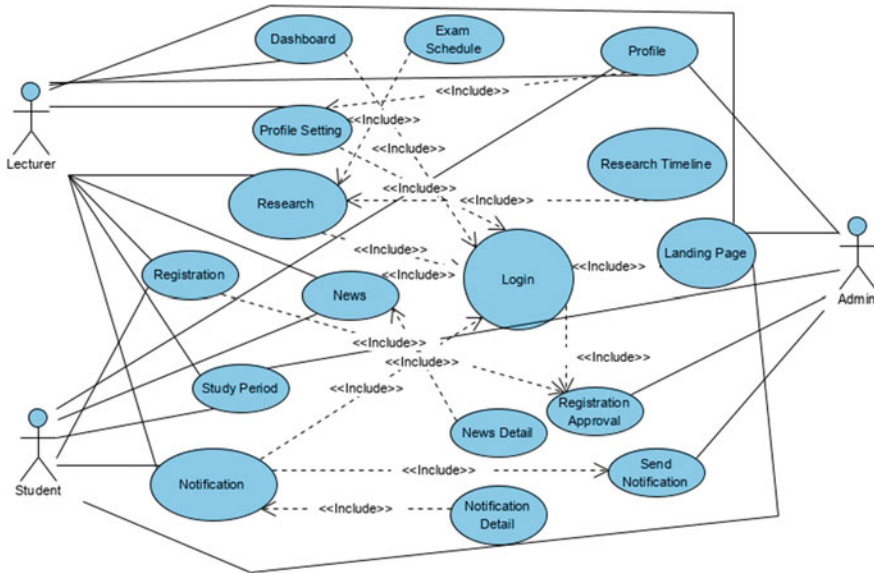 Dashboard
Exam
Schedule
Profile
<<Include>>
Lecturer
Profile Setting
<<Include>>
<<Include>>
Research Timeline
Research
<<Include>>
<<Include>>
Registration
News
<<Include>>
<<Include>>
Login
<<Include>>
Landing Page
Admin
<<Include>>
<<Include>>
<<Include>>
<<Include>>
Study Period
<<Include>>
Registration
Approval
News Detail
Student
Notification
<<Include>>
Send
Notification
<<Include>>
Notification
Detail